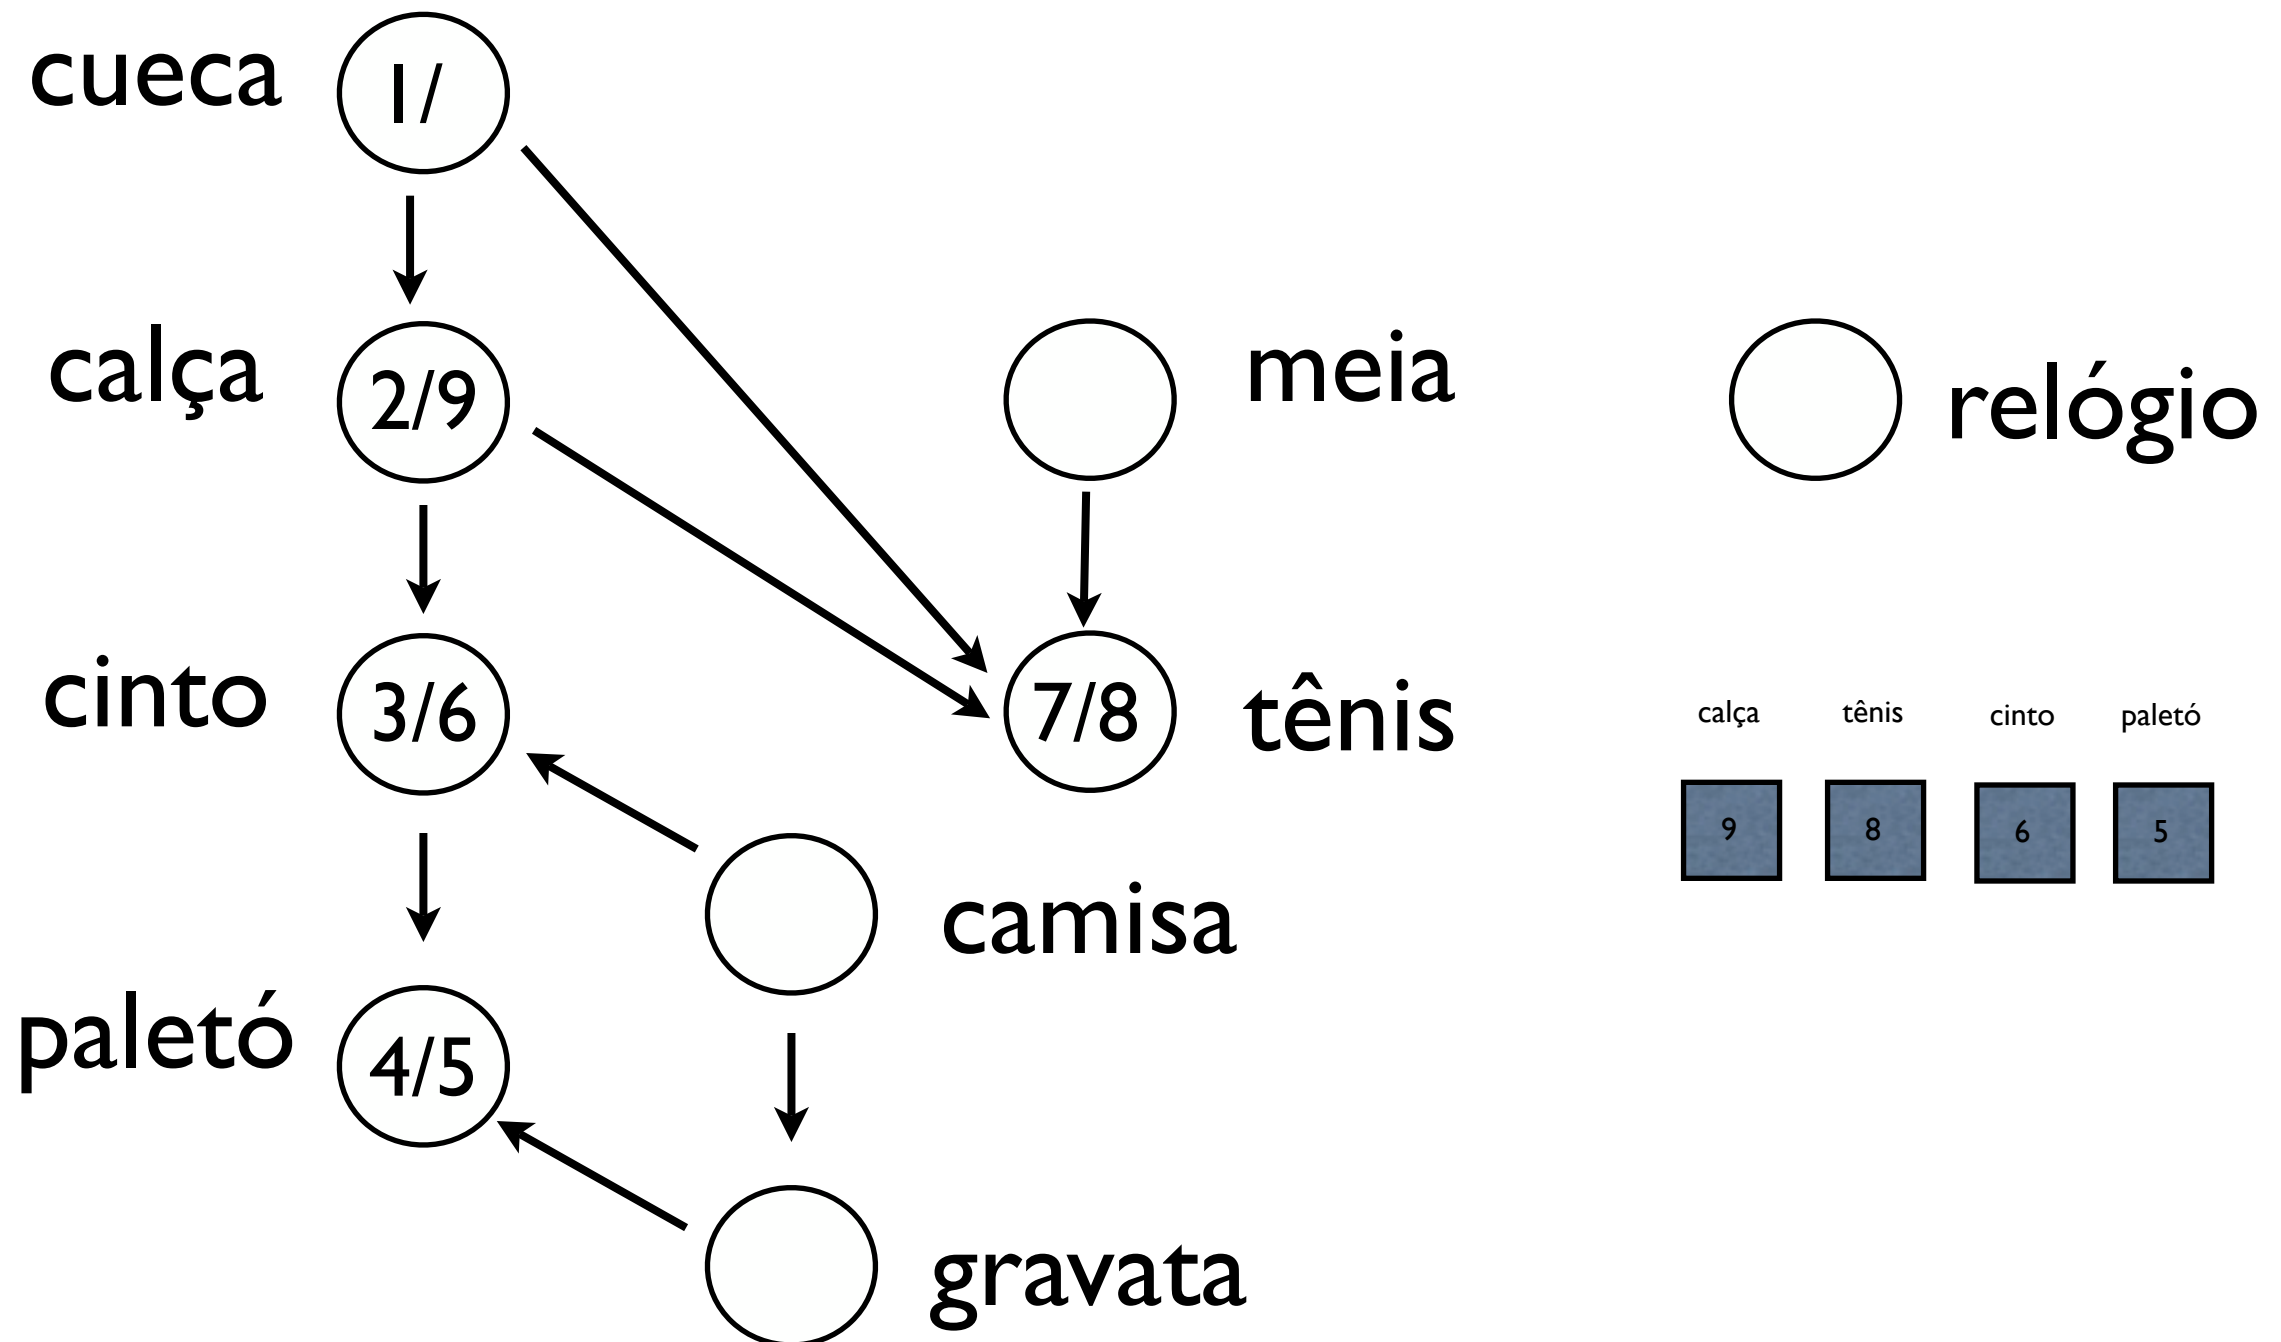 cueca 1/
calça 2/9
meia
relógio
cinto 3/6
7/8 tênis
camisa
paletó 4/5
gravata
calça tênis cinto paletó
9 8 6 5